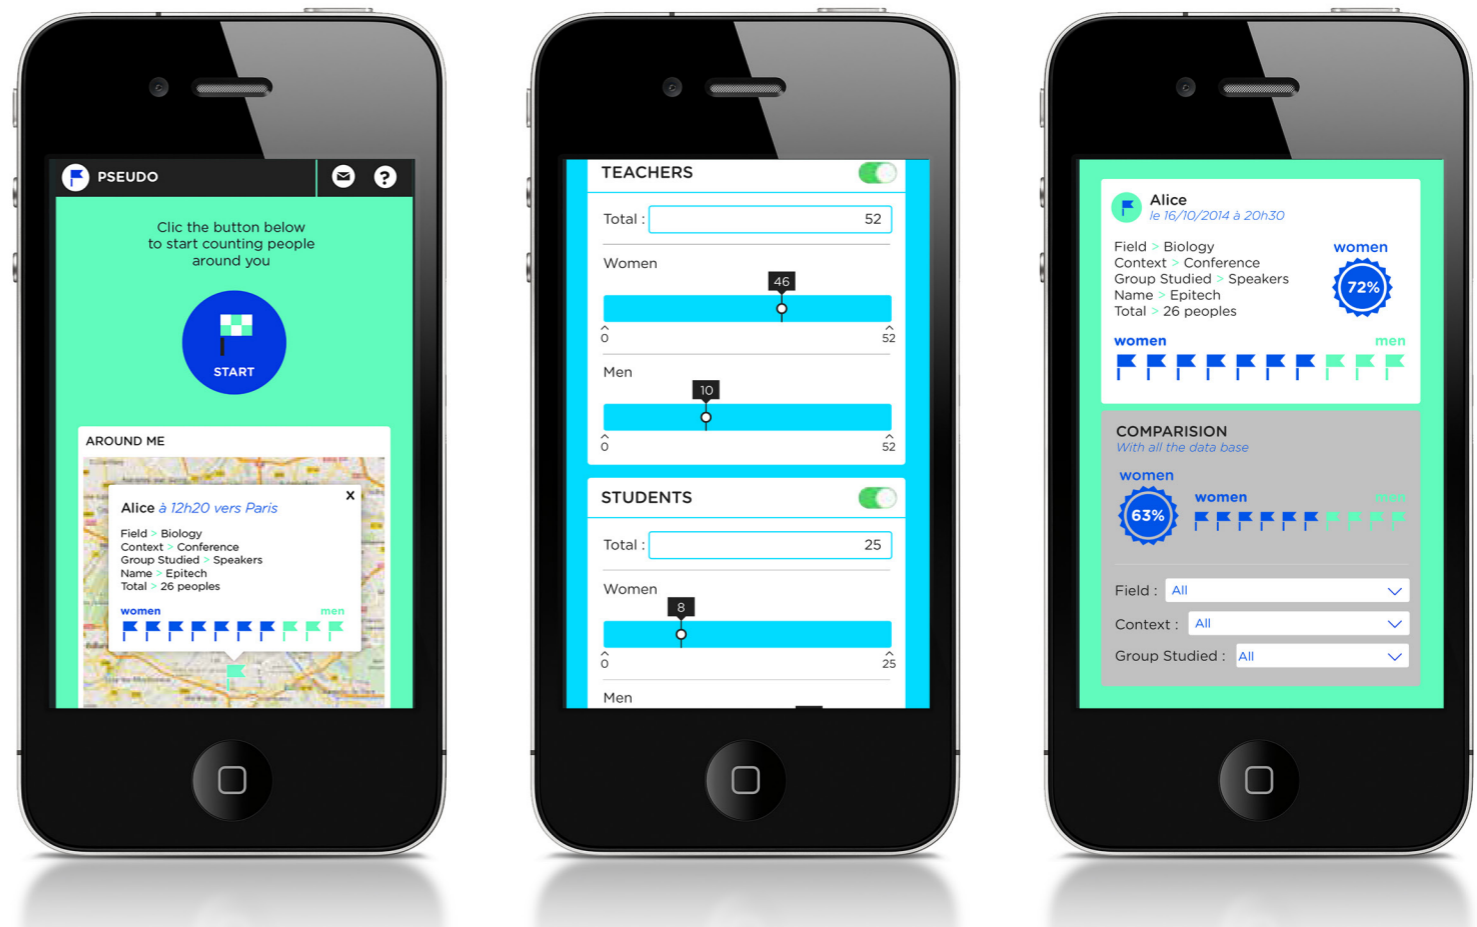 PSEUDO
?
Clic the button below
to start counting people
around you
START
AROUND ME
x
Alice à 12h20 vers Paris
Field > Biology
Context > Conference
Group Studied > Speakers
Name > Epitech
Total > 26 peoples
women men
TEACHERS
Total : 52
Women
46
0 52
Men
10
0 52
STUDENTS
Total : 25
Women
8
0 25
Men
Alice
le 16/10/2014 à 20h30
Field > Biology
Context > Conference
Group Studied > Speakers
Name > Epitech
Total > 26 peoples
women
72%
women men
COMPARISION
With all the data base
women
63%
women men
Field : All
Context : All
Group Studied : All